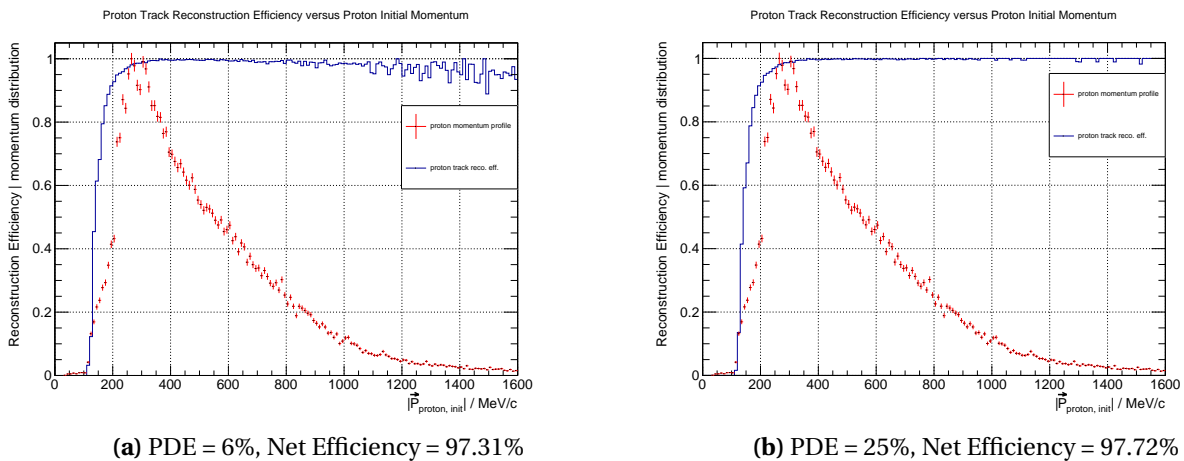 Proton Track Reconstruction Efficiency versus Proton Initial Momentum
Reconstruction Efficiency | momentum distribution
1
0.8
0.6
0.4
0.2
0
0 200 400 600 800 1000 1200 1400 1600
proton momentum profile
proton track reco. eff.
|P⃗ proton, init| / MeV/c
(a) PDE = 6%, Net Efficiency = 97.31%
Proton Track Reconstruction Efficiency versus Proton Initial Momentum
Reconstruction Efficiency | momentum distribution
1
0.8
0.6
0.4
0.2
0
0 200 400 600 800 1000 1200 1400 1600
proton momentum profile
proton track reco. eff.
|P⃗ proton, init| / MeV/c
(b) PDE = 25%, Net Efficiency = 97.72%